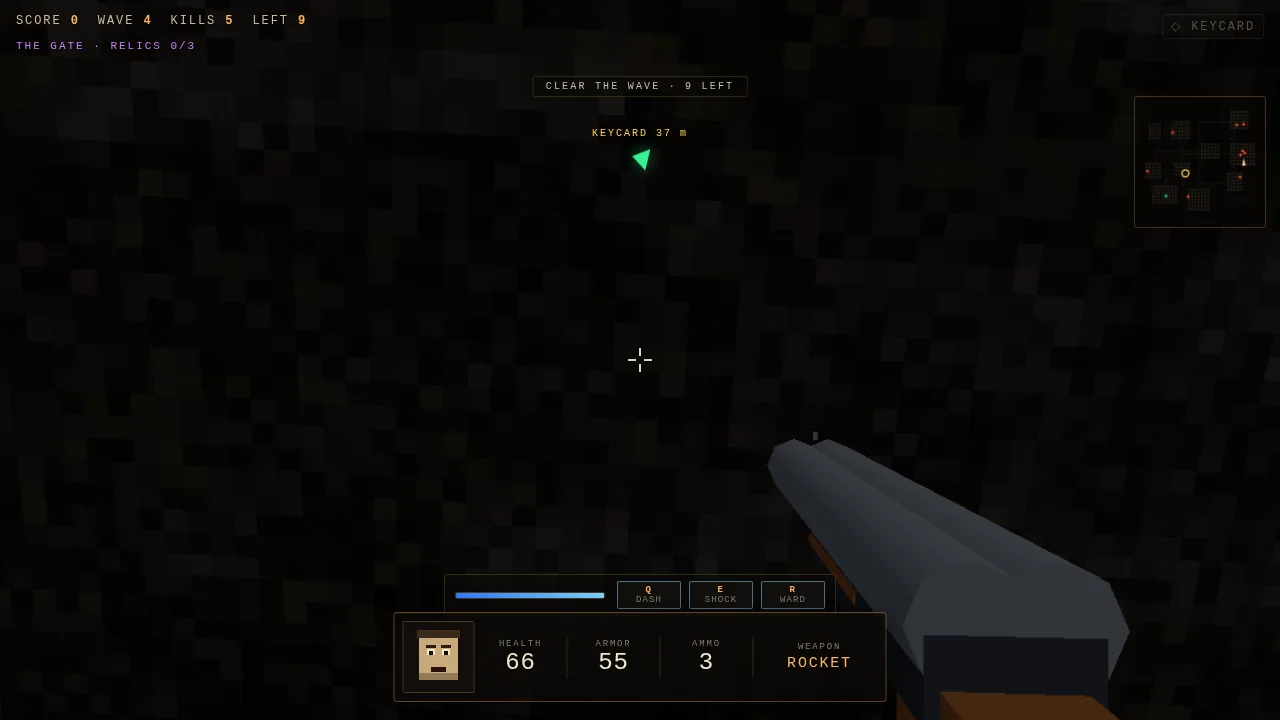 SCORE 0 WAVE 4 KILLS 5 LEFT 9
THE GATE · RELICS 0/3
◇ KEYCARD
CLEAR THE WAVE · 9 LEFT
KEYCARD 37 m
Q DASH
E SHOCK
R WARD
HEALTH 66
ARMOR 55
AMMO 3
WEAPON ROCKET